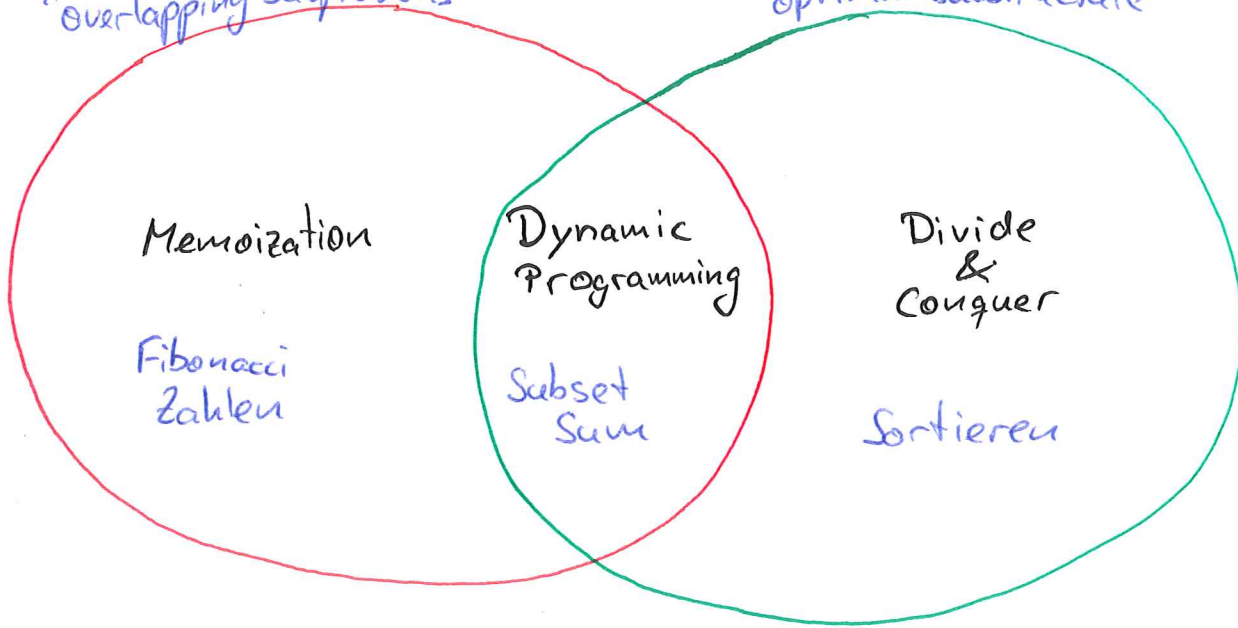 overlapping
Memoization
Fibonacci
Zahlen
Dynamic
Programming
Subset
Sum
Divide
&
Conquer
Sortieren